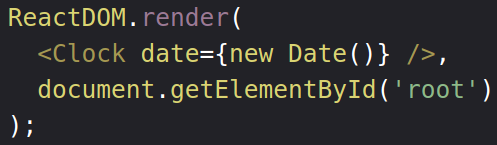 ReactDOM.render(
  <Clock date={new Date()} />,
  document.getElementById('root')
);